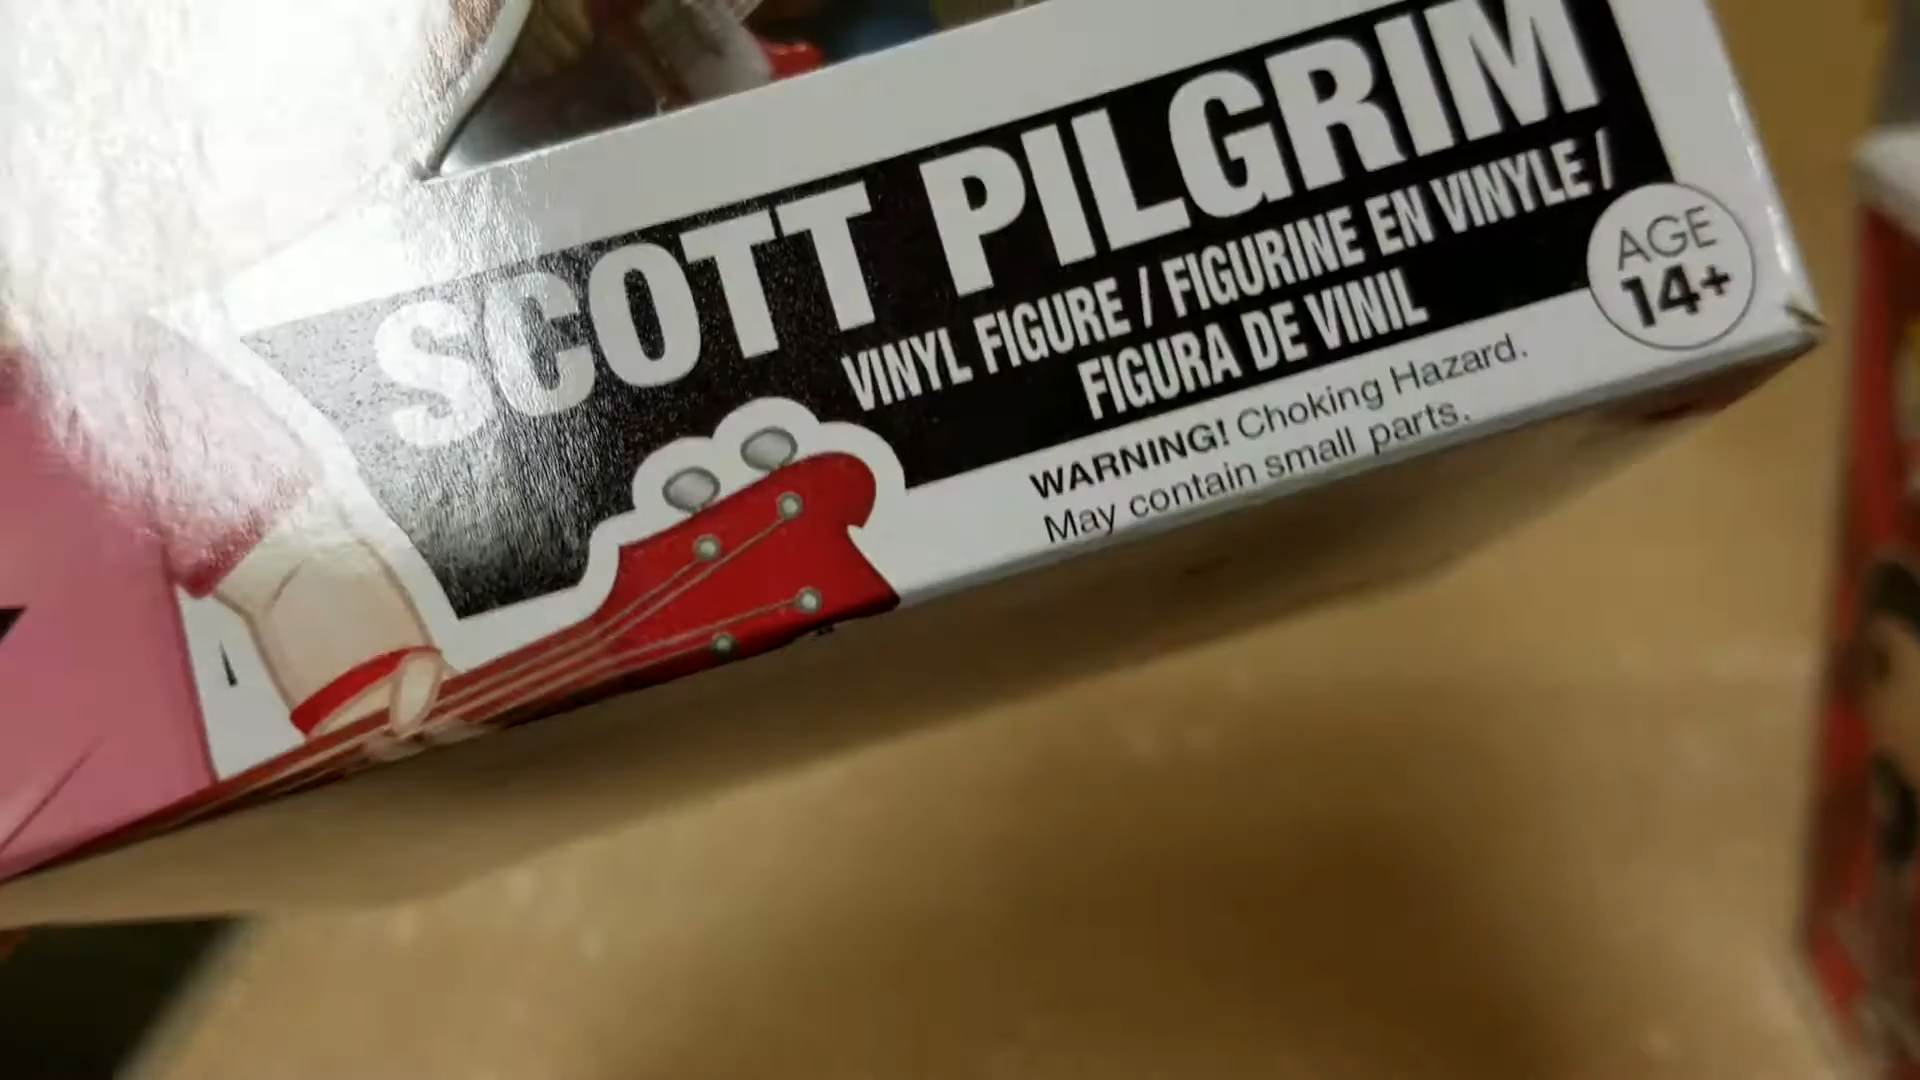 SCOTT PILGRIM
VINYL FIGURE / FIGURINE EN VINYLE /
FIGURA DE VINIL
AGE
14+
WARNING! Choking Hazard.
May contain small parts.